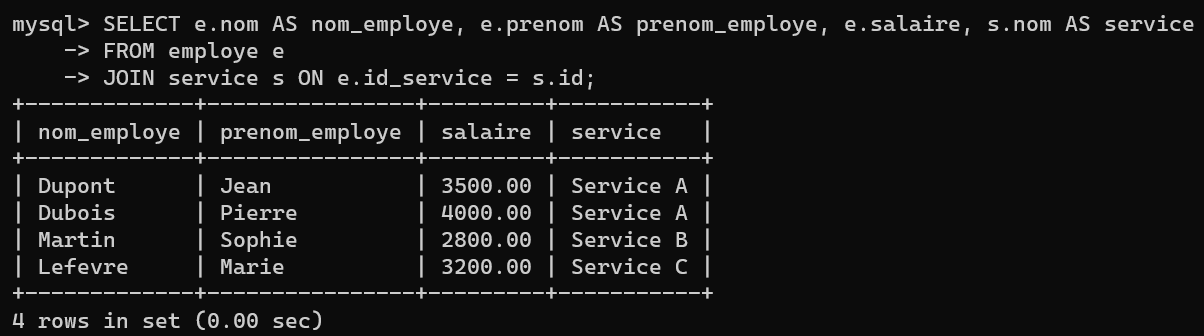 mysql> SELECT e.nom AS nom_employe, e.prenom AS prenom_employe, e.salaire, s.nom AS service
    -> FROM employe e
    -> JOIN service s ON e.id_service = s.id;
+-------------+----------------+---------+-----------+
| nom_employe | prenom_employe | salaire | service   |
+-------------+----------------+---------+-----------+
| Dupont      | Jean           | 3500.00 | Service A |
| Dubois      | Pierre         | 4000.00 | Service A |
| Martin      | Sophie         | 2800.00 | Service B |
| Lefevre     | Marie          | 3200.00 | Service C |
+-------------+----------------+---------+-----------+
4 rows in set (0.00 sec)